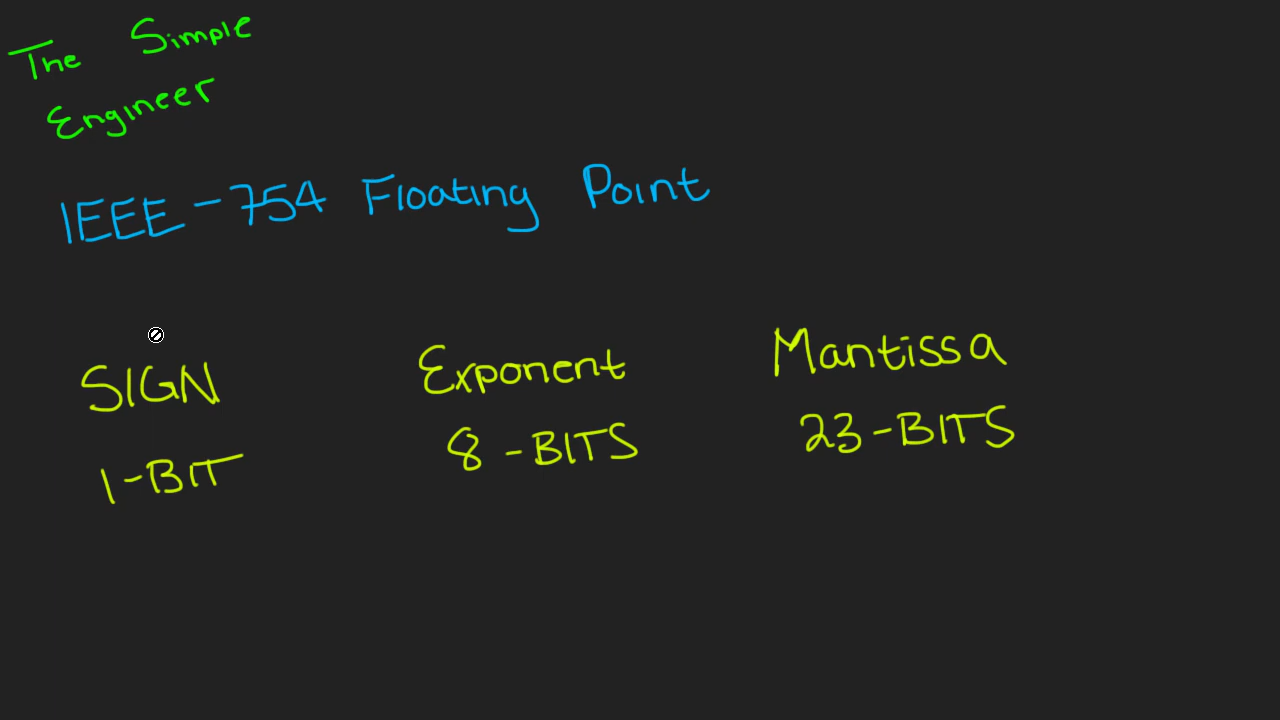 The Simple
Engineer
IEEE-754 Floating Point
SIGN Exponent Mantissa
1-BIT 8-BITS 23-BITS